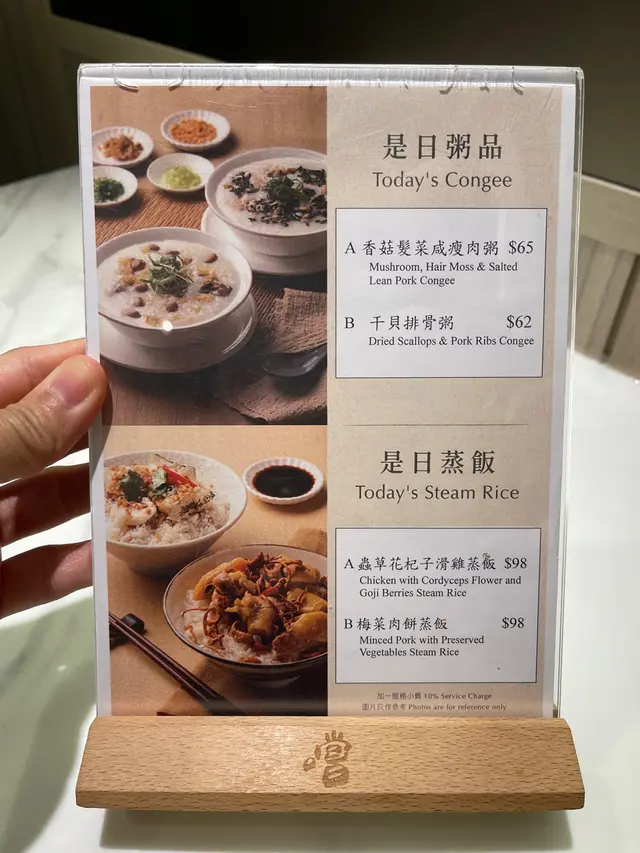 是日粥品
Today's Congee
A 香菇髮菜咸瘦肉粥 $65
Mushroom, Hair Moss & Salted
Lean Pork Congee
B 干貝排骨粥 $62
Dried Scallops & Pork Ribs Congee
是日蒸飯
Today's Steam Rice
A 蟲草花杞子滑雞蒸飯 $98
Chicken with Cordyceps Flower and
Goji Berries Steam Rice
B 梅菜肉餅蒸飯 $98
Minced Pork with Preserved
Vegetables Steam Rice
加一服務小費 10% Service Charge
圖片只作參考 Photos are for reference only
嚐